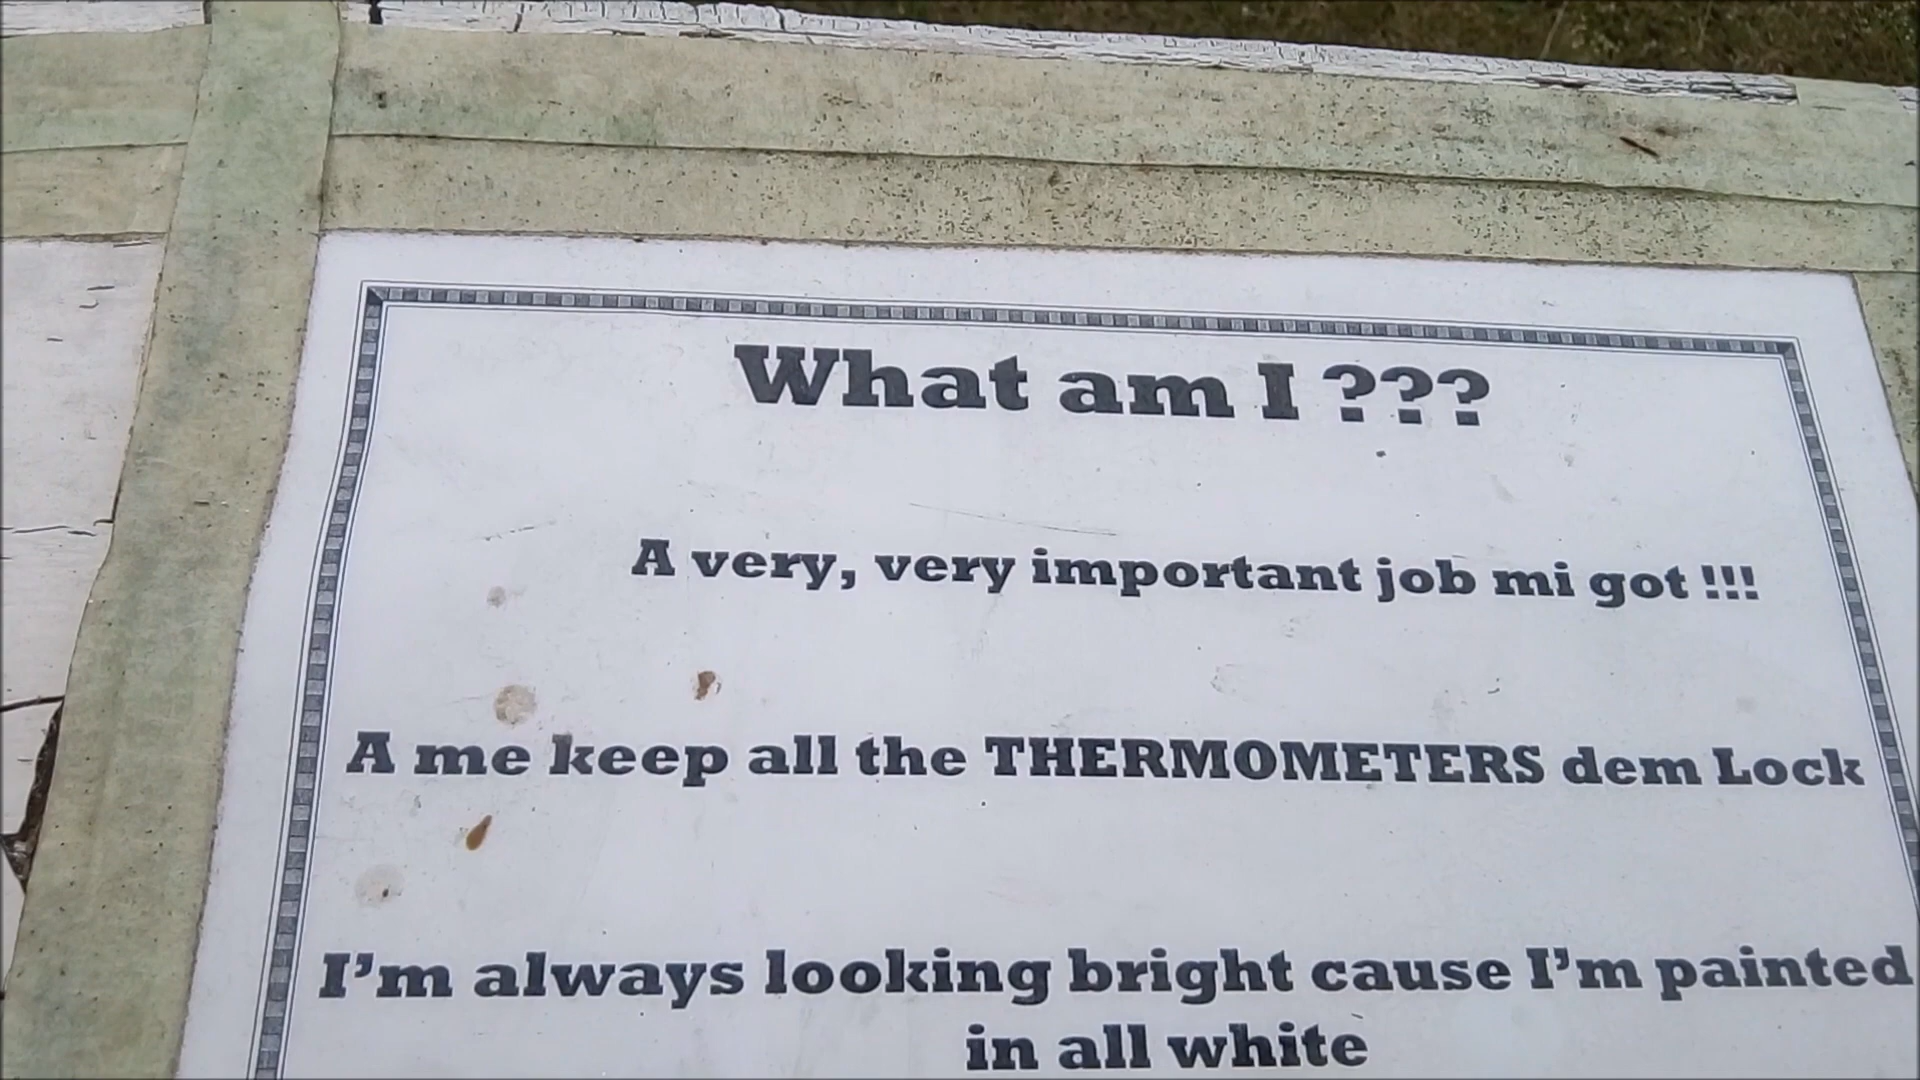 What am I ???
A very, very important job mi got !!!
A me keep all the THERMOMETERS dem Lock
I'm always looking bright cause I'm painted
in all white